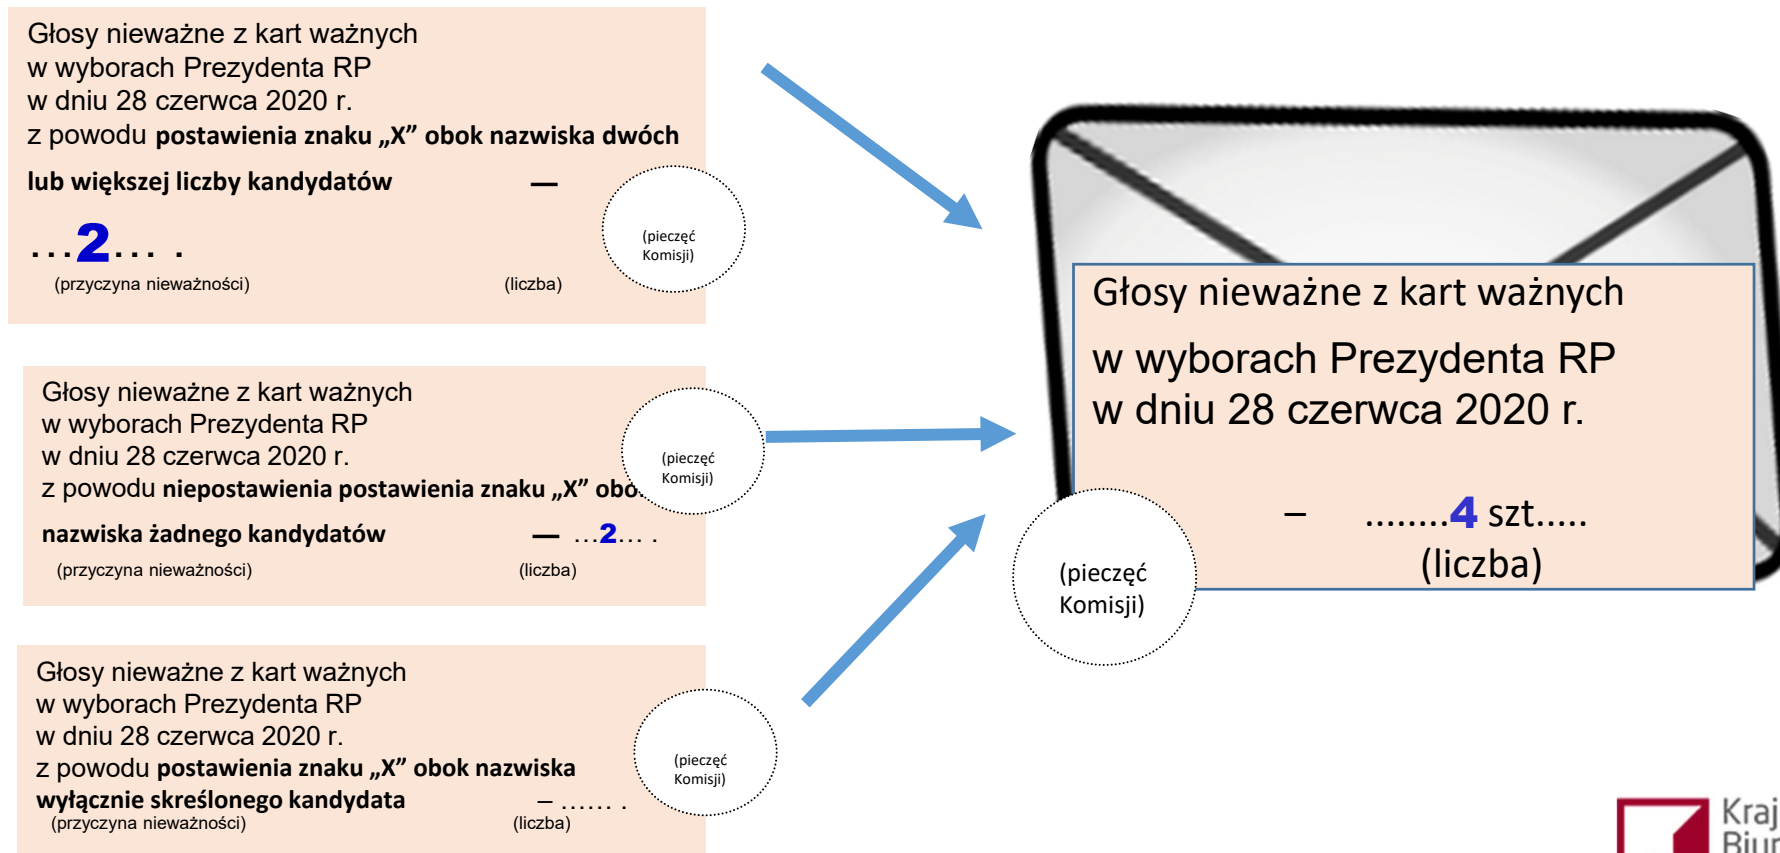 Głosy nieważne z kart ważnych
w wyborach Prezydenta RP
w dniu 28 czerwca 2020 r.
z powodu postawienia znaku „X” obok nazwiska dwóch
lub większej liczby kandydatów —
...2... .
(przyczyna nieważności) (liczba)
(pieczęć
Komisji)
Głosy nieważne z kart ważnych
w wyborach Prezydenta RP
w dniu 28 czerwca 2020 r.
z powodu niepostawienia postawienia znaku „X” obo
nazwiska żadnego kandydatów — ...2... .
(przyczyna nieważności) (liczba)
(pieczęć
Komisji)
Głosy nieważne z kart ważnych
w wyborach Prezydenta RP
w dniu 28 czerwca 2020 r.
z powodu postawienia znaku „X” obok nazwiska
wyłącznie skreślonego kandydata – ...... .
(przyczyna nieważności) (liczba)
(pieczęć
Komisji)
Głosy nieważne z kart ważnych
w wyborach Prezydenta RP
w dniu 28 czerwca 2020 r.
– ........4 szt.....
(liczba)
(pieczęć
Komisji)
Kraj
Biur